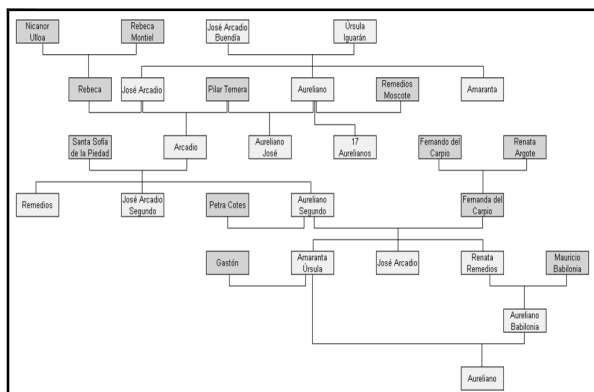 Nicanor
Ulloa
Rebeca
Montiel
José Arcadio
Buendía
Úrsula
Iguarán
Rebeca
José Arcadio
Pilar Ternera
Aureliano
Remedios
Moscote
Amaranta
Santa Sofía
de la Piedad
Arcadio
Aureliano
José
17
Aurelianos
Fernando del
Carpio
Renata
Argote
Remedios
José Arcadio
Segundo
Petra Cotes
Aureliano
Segundo
Fernanda del
Carpio
Gastón
Amaranta
Úrsula
José Arcadio
Renata
Remedios
Mauricio
Babilonia
Aureliano
Babilonia
Aureliano